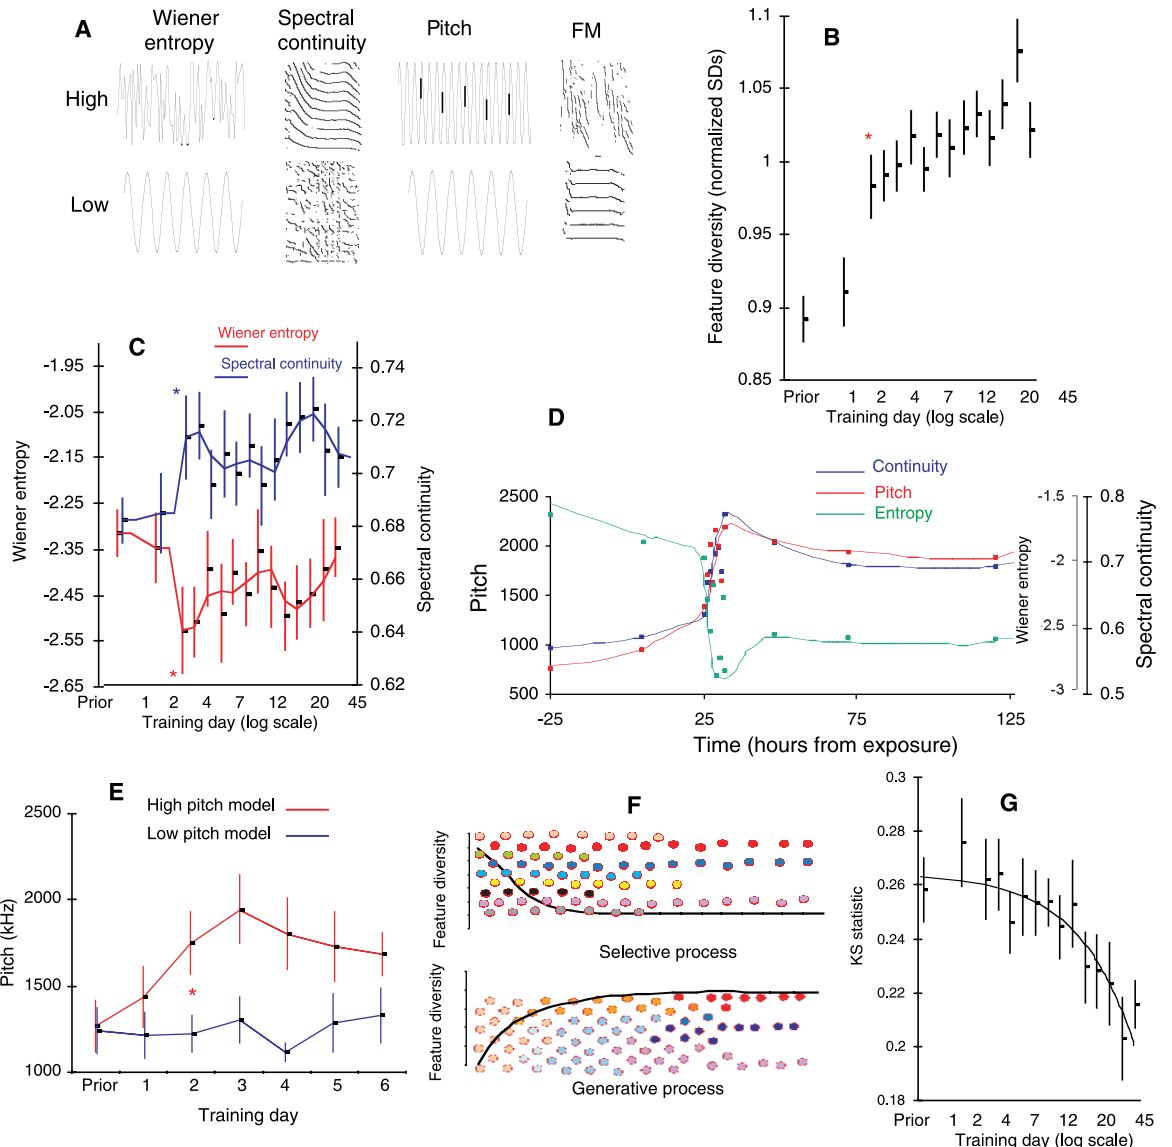 A
Wiener entropy
Spectral continuity
Pitch
FM
High
Low
B
Feature diversity (normalized SDs)
1.1
1.05
1
0.95
0.9
0.85
*
Prior 1 2 4 7 12 20 45
Training day (log scale)
C
Wiener entropy
Spectral continuity
*
*
Wiener entropy
-1.95
-2.05
-2.15
-2.25
-2.35
-2.45
-2.55
-2.65
Spectral continuity
0.74
0.72
0.7
0.68
0.66
0.64
0.62
Prior 1 2 4 7 12 20 45
Training day (log scale)
D
Continuity
Pitch
Entropy
Pitch
2500
2000
1500
1000
500
Wiener entropy
-1.5
-2
-2.5
-3
Spectral continuity
0.8
0.7
0.6
0.5
-25 25 75 125
Time (hours from exposure)
E
High pitch model
Low pitch model
Pitch (kHz)
2500
2000
1500
1000
*
Prior 1 2 3 4 5 6
Training day
F
Feature diversity
Selective process
Feature diversity
Generative process
G
KS statistic
0.3
0.28
0.26
0.24
0.22
0.2
0.18
Prior 1 2 4 7 12 20 45
Training day (log scale)